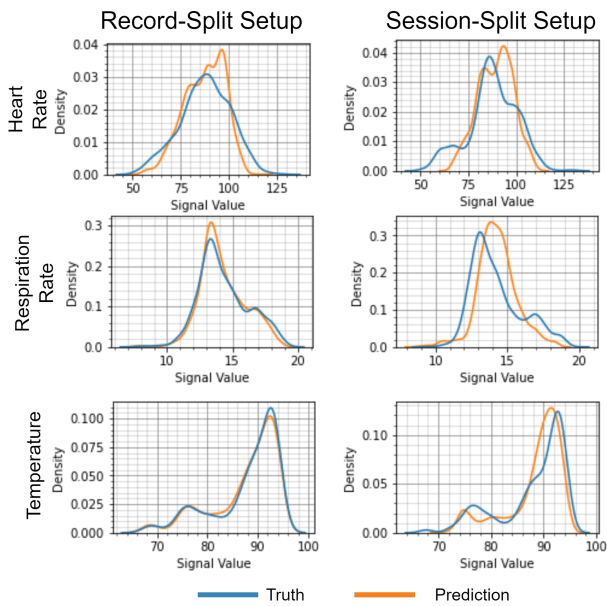 Record-Split Setup Session-Split Setup
Heart
Rate
Density
0.04
0.03
0.02
0.01
0.00
50 75 100 125
Signal Value
Density
0.04
0.03
0.02
0.01
0.00
50 75 100 125
Signal Value
Respiration
Rate
Density
0.3
0.2
0.1
0.0
10 15 20
Signal Value
Density
0.3
0.2
0.1
0.0
10 15 20
Signal Value
Temperature
Density
0.100
0.075
0.050
0.025
0.000
70 80 90 100
Signal Value
Density
0.10
0.05
0.00
70 80 90 100
Signal Value
Truth Prediction